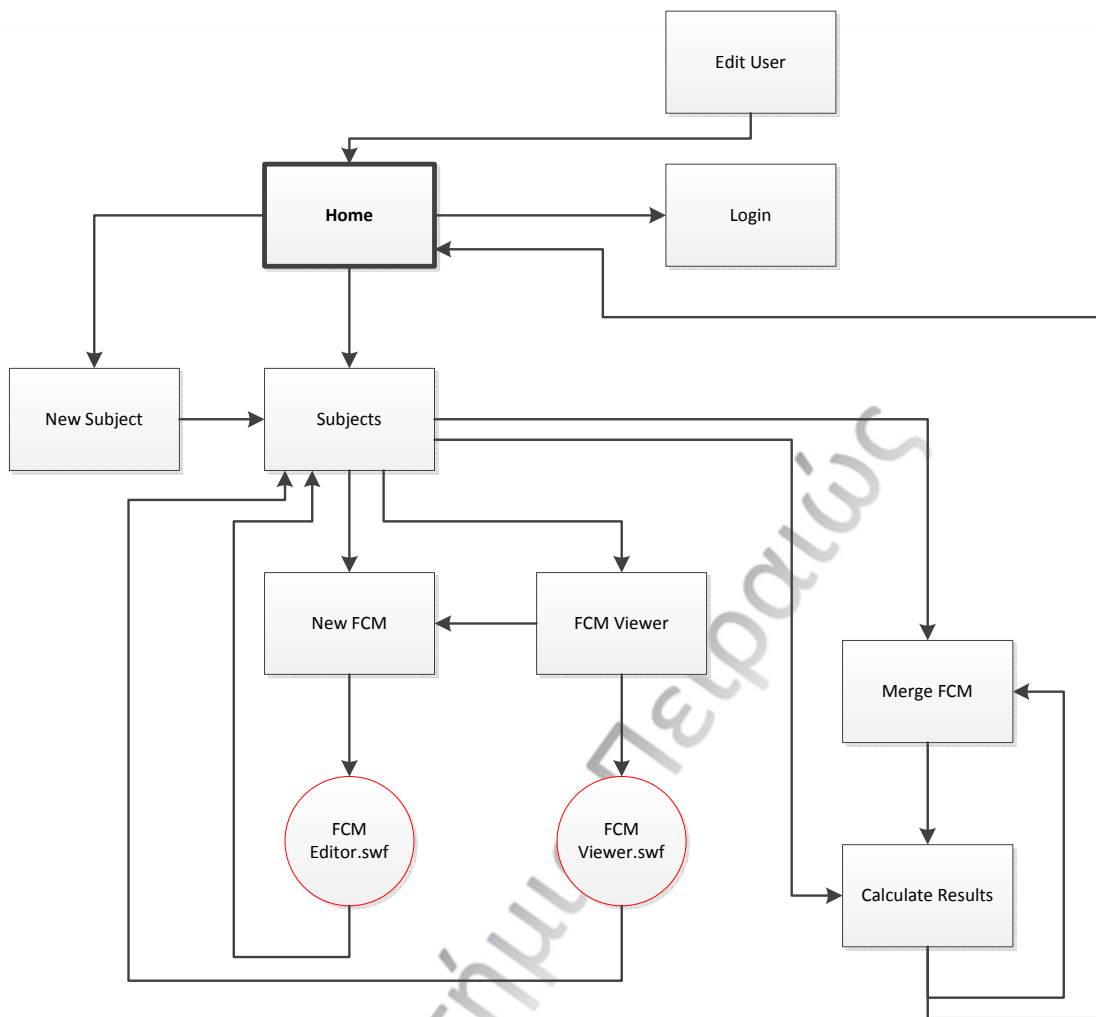 Edit User
Home
Login
New Subject
Subjects
New FCM
FCM Viewer
Merge FCM
FCM
Editor.swf
FCM
Viewer.swf
Calculate Results
Πειραιώς